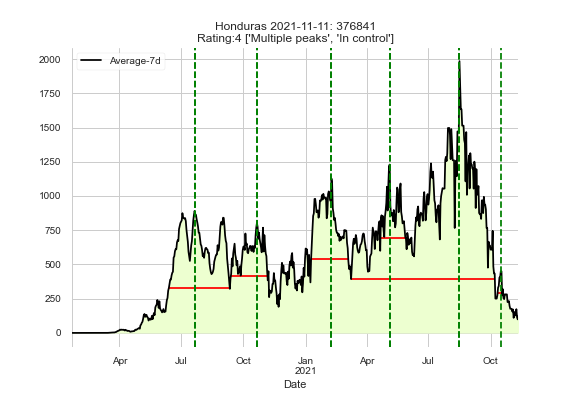 Honduras 2021-11-11: 376841
Rating:4 ['Multiple peaks', 'In control']
Average-7d
2000
1750
1500
1250
1000
750
500
250
0
Apr Jul Oct Jan Apr Jul Oct
2021
Date